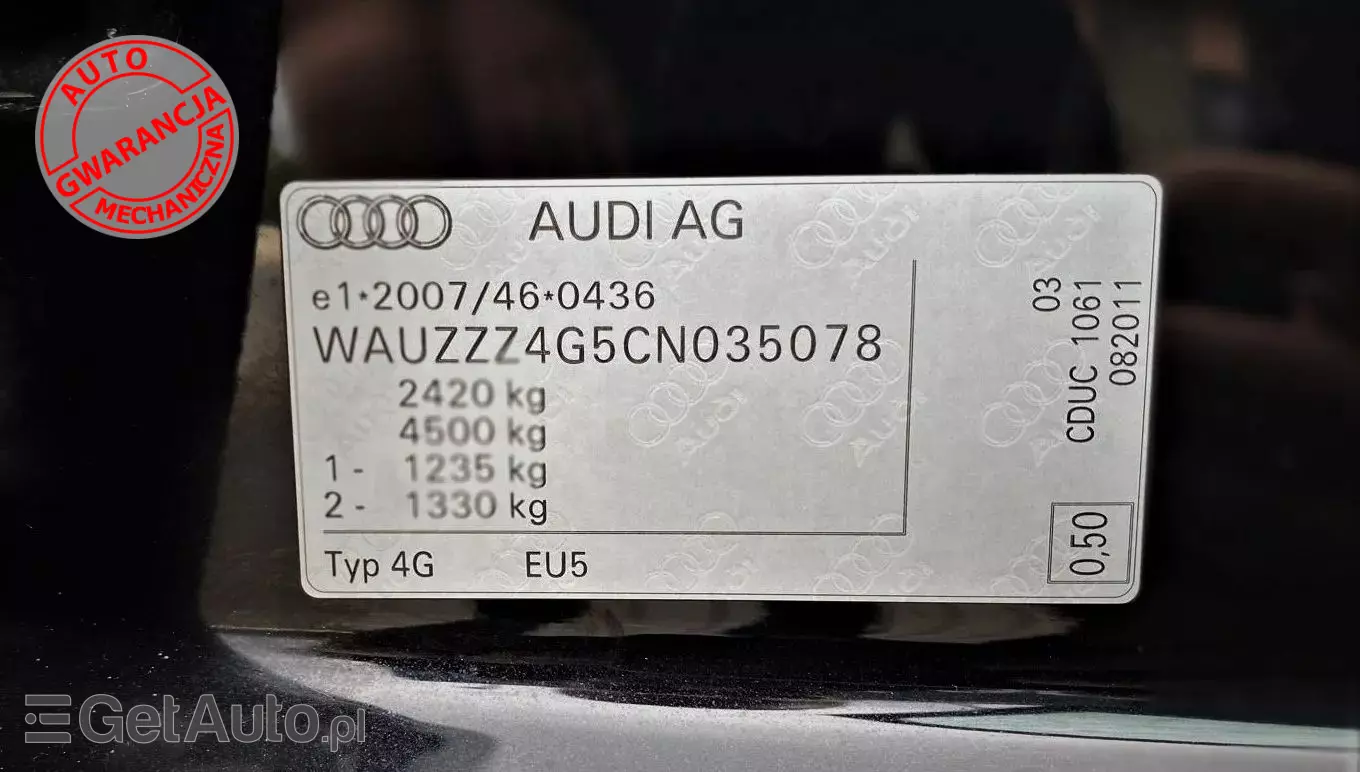 AUTO
GWARANCJA
MECHANICZNA
AUDI AG
e1*2007/46*0436
WAUZZZ4G5CN035078
2420 kg
4500 kg
1 - 1235 kg
2 - 1330 kg
Typ 4G EU5
03
CDUC 1061
082011
0,50
GetAuto.pl